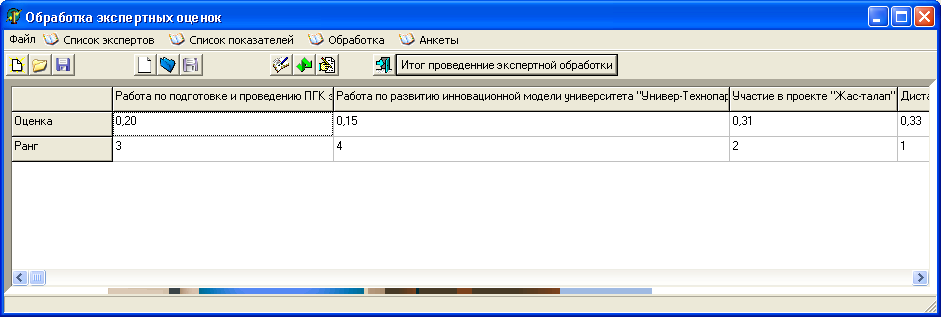 Обработка экспертных оценок
Файл Список экспертов Список показателей Обработка Анкеты
Итог проведенние экспертной обработки
Работа по подготовке и проведению ПГК Работа по развитию инновационной модели университета "Универ-Технопар Участие в проекте "Жас-талап" Диста
Оценка 0,20 0,15 0,31 0,33
Ранг 3 4 2 1